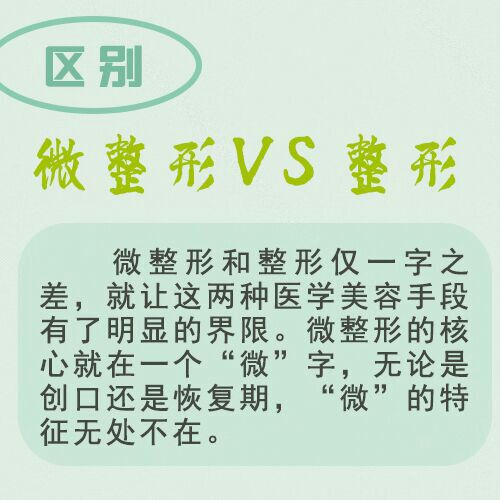 区别
微整形VS整形
微整形和整形仅一字之
差，就让这两种医学美容手段
有了明显的界限。微整形的核
心就在一个“微”字，无论是
创口还是恢复期，“微”的特
征无处不在。